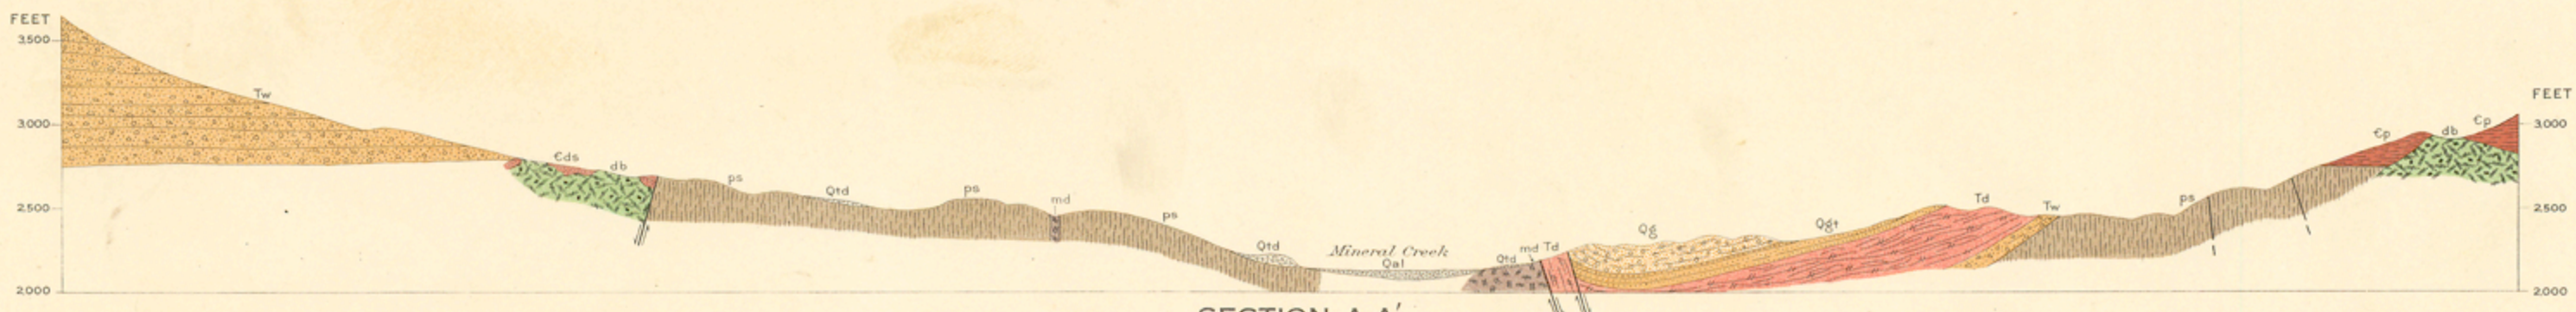 FEET
3,500
Tw
FEET
3,000
3,000
Єds
db
Єp
db
Єp
ps
Qtd
ps
md
ps
2,500
2,500
Qtd
Mineral Creek
Qal
Qtd
md
Td
Qg
Qgt
Td
Tw
ps
2,000
2,000
SECTION A-A′